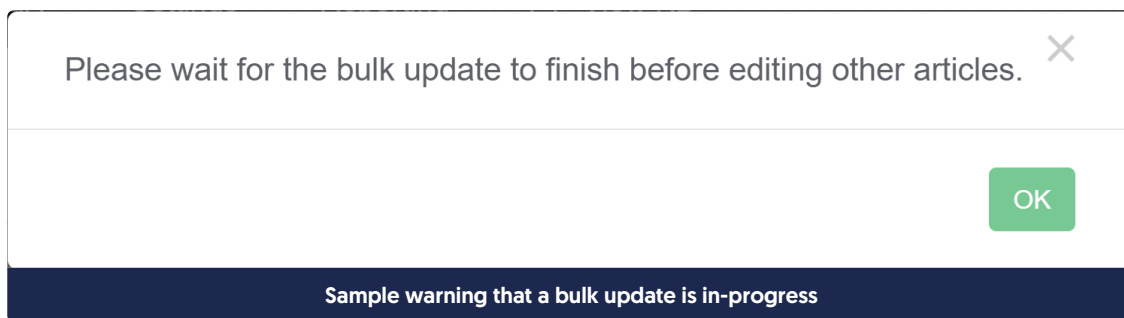 Please wait for the bulk update to finish before editing other articles.
×
OK
Sample warning that a bulk update is in-progress